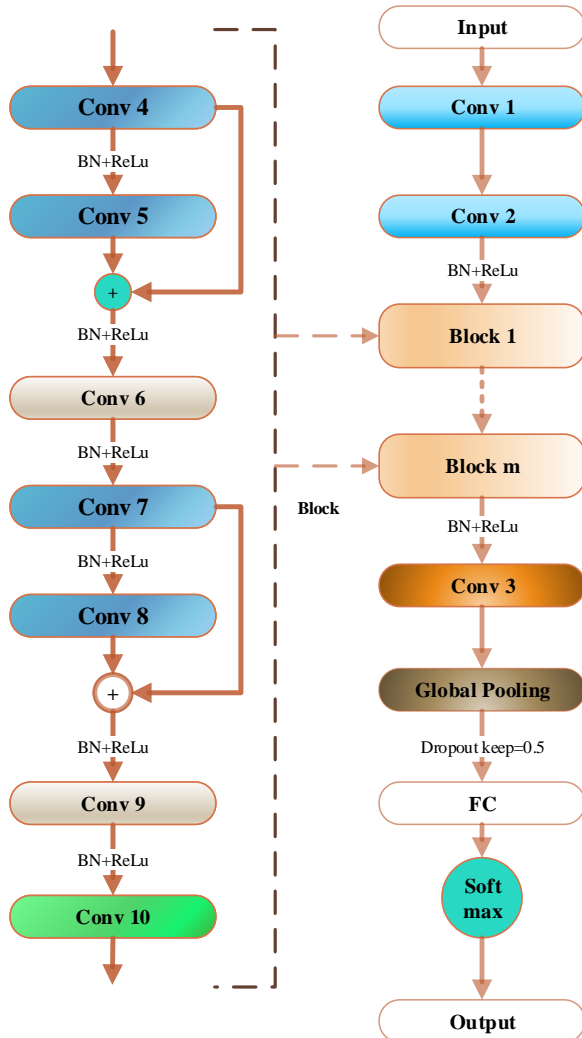 Conv 4
BN+ReLu
Conv 5
+
BN+ReLu
Conv 6
BN+ReLu
Conv 7
BN+ReLu
Conv 8
+
BN+ReLu
Conv 9
BN+ReLu
Conv 10
Block
Input
Conv 1
Conv 2
BN+ReLu
Block 1
Block m
BN+ReLu
Conv 3
Global Pooling
Dropout keep=0.5
FC
Soft
max
Output